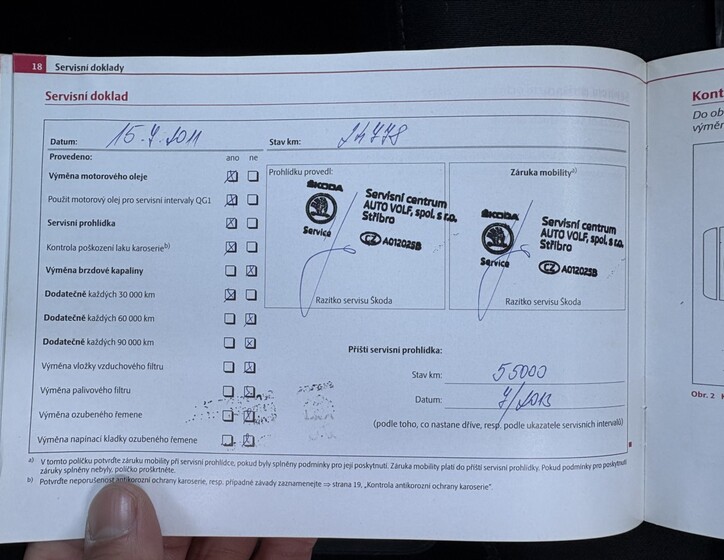 18 Servisní doklady
Servisní doklad
Datum: 15.7.2011 Stav km: 24778
Provedeno: ano ne
Výměna motorového oleje
Použit motorový olej pro servisní intervaly QG1
Servisní prohlídka
Kontrola poškození laku karoserie b)
Výměna brzdové kapaliny
Dodatečně každých 30 000 km
Dodatečně každých 60 000 km
Dodatečně každých 90 000 km
Výměna vložky vzduchového filtru
Výměna palivového filtru
Výměna ozubeného řemene
Výměna napínací kladky ozubeného řemene
Prohlídku provedl:
ŠKODA
Service
Servisní centrum
AUTO VOLF, spol. s r.o.
Stříbro
CZ A012025B
Razítko servisu Škoda
Záruka mobility a)
ŠKODA
Service
Servisní centrum
AUTO VOLF, spol. s r.o.
Stříbro
CZ A012025B
Razítko servisu Škoda
Příští servisní prohlídka:
Stav km: 55000
Datum: 7/2013
(podle toho, co nastane dříve, resp. podle ukazatele servisních intervalů)
a) V tomto políčku potvrďte záruku mobility při servisní prohlídce, pokud byly splněny podmínky pro její poskytnutí. Záruka mobility platí do příští servisní prohlídky. Pokud podmínky pro poskytnutí
záruky splněny nebyly, políčko proškrtněte.
b) Potvrďte neporušenost antikorozní ochrany karoserie, resp. případné závady zaznamenejte ⇒ strana 19, „Kontrola antikorozní ochrany karoserie“.
Kont
Do ob
výměr
Obr. 2